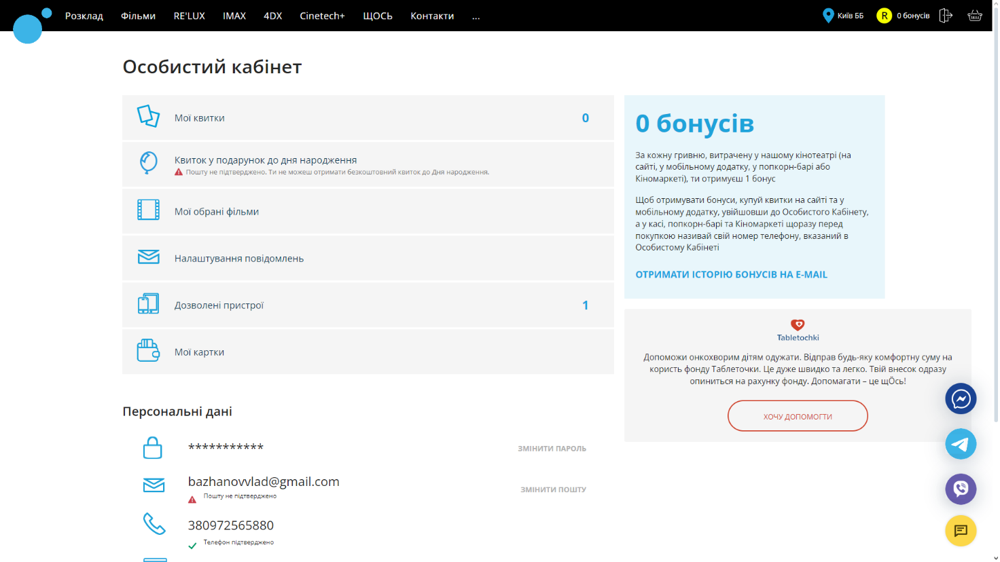 Розклад Фільми RE'LUX IMAX 4DX Cinetech+ ЩОСЬ Контакти ... Київ ББ R 0 бонусів
Особистий кабінет
Мої квитки 0
Квиток у подарунок до дня народження
Пошту не підтверджено. Ти не можеш отримати безкоштовний квиток до Дня народження.
Мої обрані фільми
Налаштування повідомлень
Дозволені пристрої 1
Мої картки
0 бонусів
За кожну гривню, витрачену у нашому кінотеатрі (на
сайті, у мобільному додатку, у попкорн-барі або
Кіномаркеті), ти отримуєш 1 бонус
Щоб отримувати бонуси, купуй квитки на сайті та у
мобільному додатку, увійшовши до Особистого Кабінету,
а у касі, попкорн-барі та Кіномаркеті щоразу перед
покупкою називай свій номер телефону, вказаний в
Особистому Кабінеті
ОТРИМАТИ ІСТОРІЮ БОНУСІВ НА E-MAIL
Tabletochki
Допоможи онкохворим дітям одужати. Відправ будь-яку комфортну суму на
користь фонду Таблеточки. Це дуже швидко та легко. Твій внесок одразу
опиниться на рахунку фонду. Допомагати – це щÖсь!
ХОЧУ ДОПОМОГТИ
Персональні дані
*********** ЗМІНИТИ ПАРОЛЬ
bazhanovvlad@gmail.com ЗМІНИТИ ПОШТУ
Пошту не підтверджено
380972565880
Телефон підтверджено